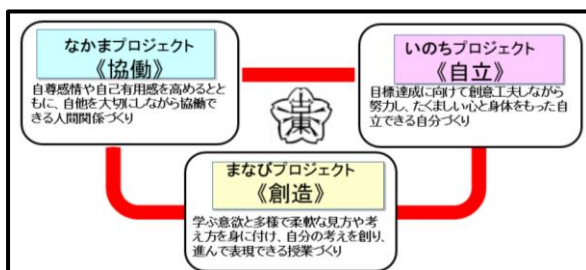 なかまプロジェクト
《協働》
自尊感情や自己有用感を高めるとと
もに、自他を大切にしながら協働で
きる人間関係づくり
いのちプロジェクト
《自立》
目標達成に向けて創意工夫しながら
努力し、たくましい心と身体をもった自
立できる自分づくり
まなびプロジェクト
《創造》
学ぶ意欲と多様で柔軟な見方や考
え方を身に付け、自分の考えを創り、
進んで表現できる授業づくり